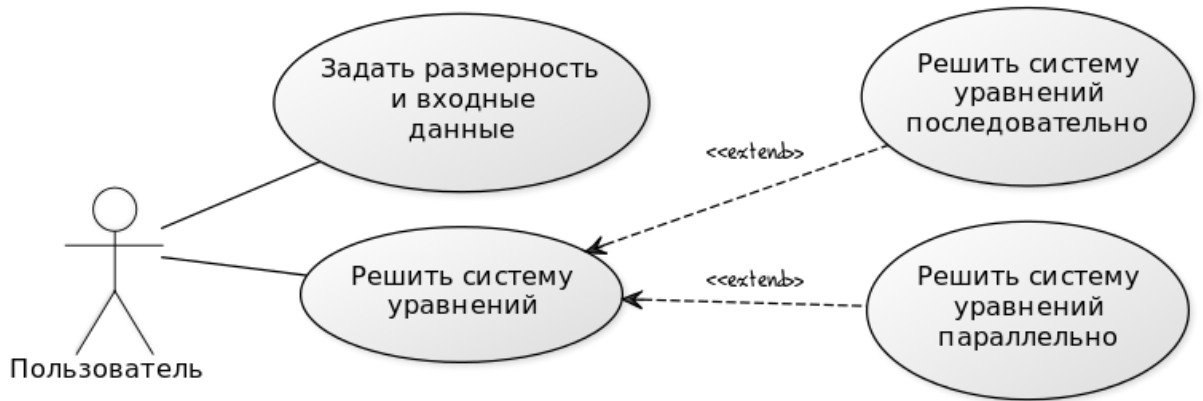 Задать размерность
и входные
данные
Решить систему
уравнений
последовательно
<<extend>>
<<extend>>
Решить систему
уравнений
Решить систему
уравнений
параллельно
Пользователь